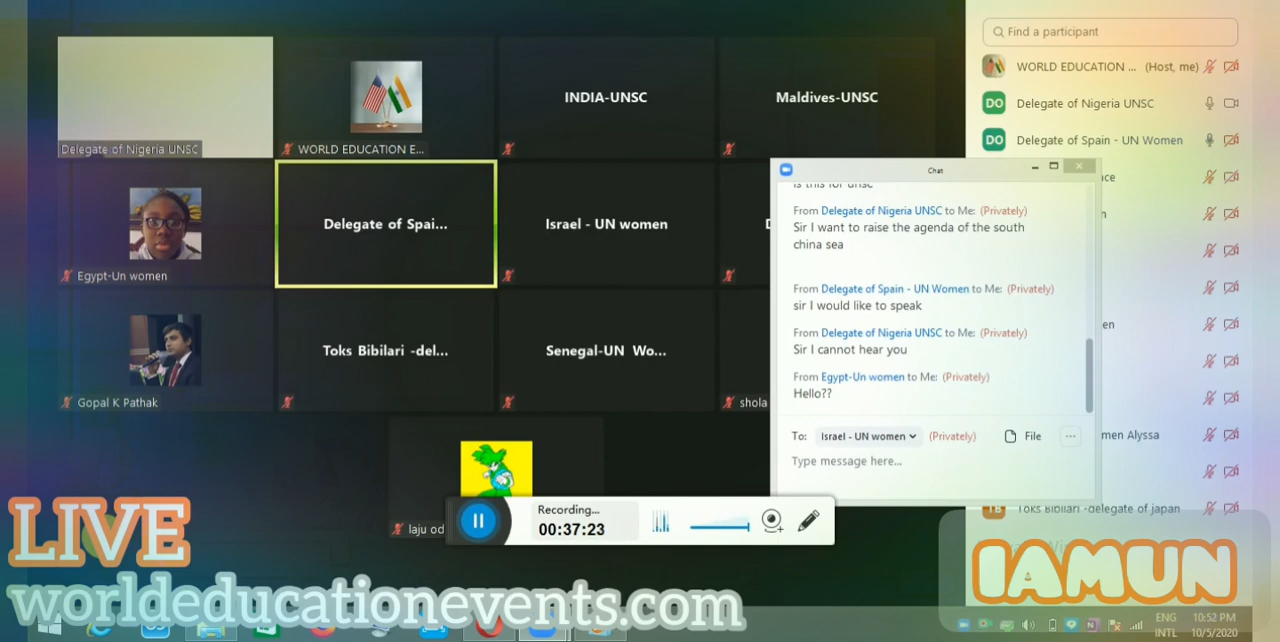 Find a participant
WORLD EDUCATION ... (Host, me)
DO Delegate of Nigeria UNSC
DO Delegate of Spain - UN Women
Delegate of Nigeria UNSC
WORLD EDUCATION E...
INDIA-UNSC
Maldives-UNSC
Egypt-Un women
Delegate of Spai...
Israel - UN women
Gopal K Pathak
Toks Bibilari -del...
Senegal-UN Wo...
shola
laju od
Chat
is this for unsc
From Delegate of Nigeria UNSC to Me: (Privately)
Sir I want to raise the agenda of the south
china sea
From Delegate of Spain - UN Women to Me: (Privately)
sir I would like to speak
From Delegate of Nigeria UNSC to Me: (Privately)
Sir I cannot hear you
From Egypt-Un women to Me: (Privately)
Hello??
To: Israel - UN women (Privately) File
Type message here...
men Alyssa
TB Toks Bibilari -delegate of japan
Recording...
00:37:23
LIVE
worldeducationevents.com
IAMUN
ENG
INTL
10:52 PM
10/5/2020